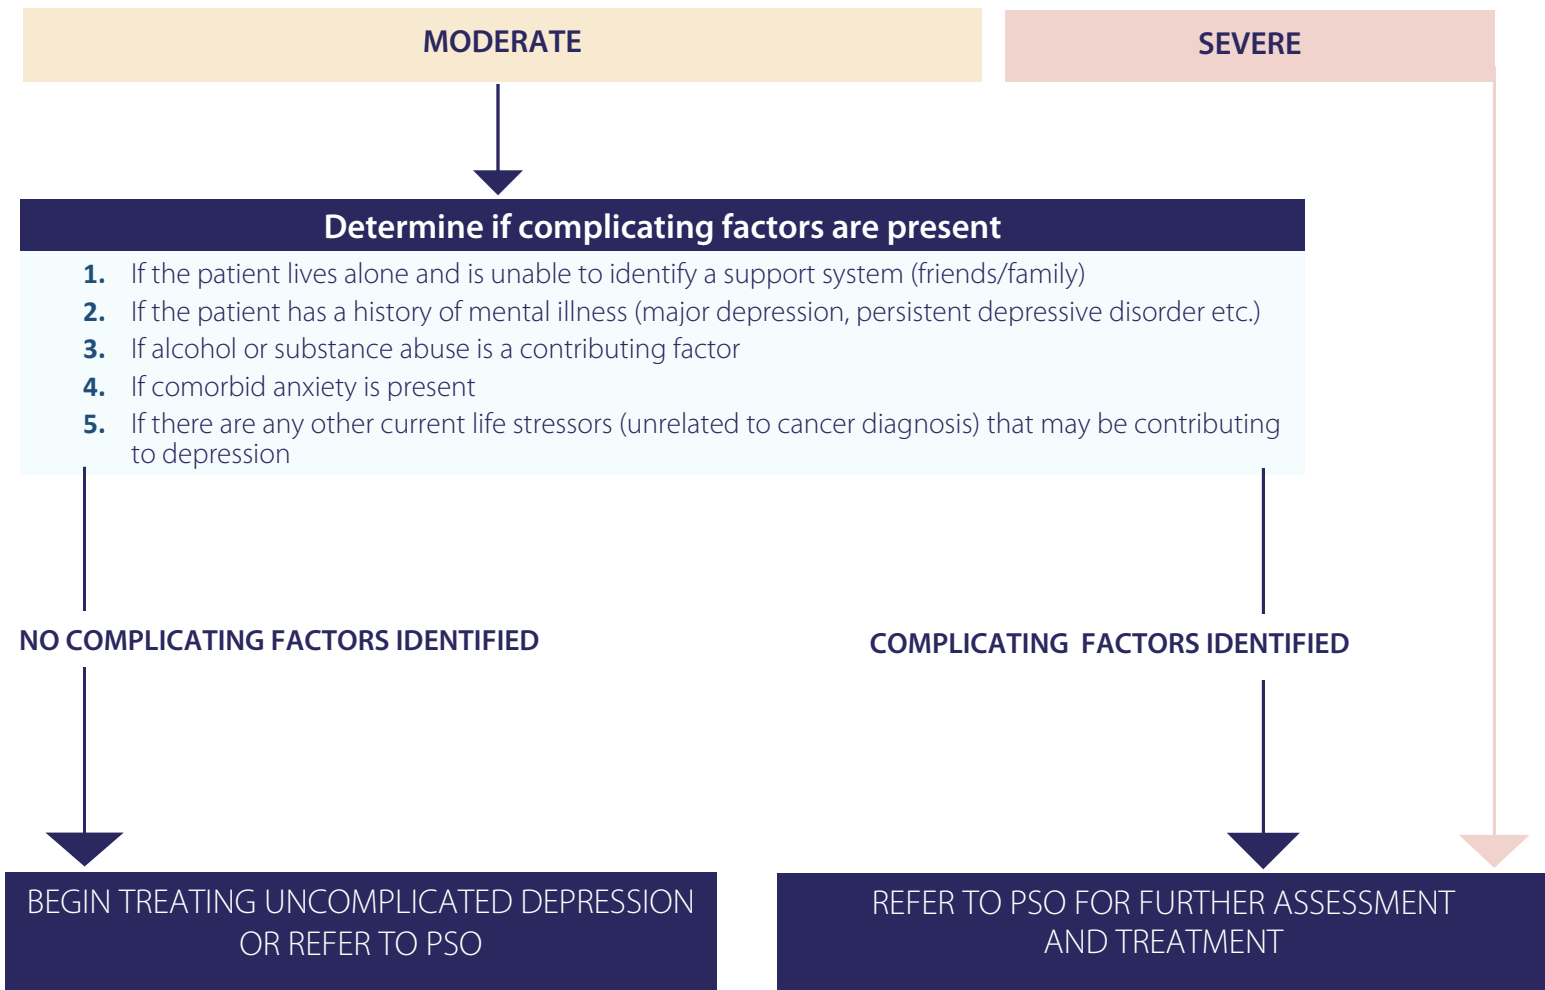 MODERATE
SEVERE
Determine if complicating factors are present
1. If the patient lives alone and is unable to identify a support system (friends/family)
2. If the patient has a history of mental illness (major depression, persistent depressive disorder etc.)
3. If alcohol or substance abuse is a contributing factor
4. If comorbid anxiety is present
5. If there are any other current life stressors (unrelated to cancer diagnosis) that may be contributing
to depression
NO COMPLICATING FACTORS IDENTIFIED
COMPLICATING FACTORS IDENTIFIED
BEGIN TREATING UNCOMPLICATED DEPRESSION
OR REFER TO PSO
REFER TO PSO FOR FURTHER ASSESSMENT
AND TREATMENT